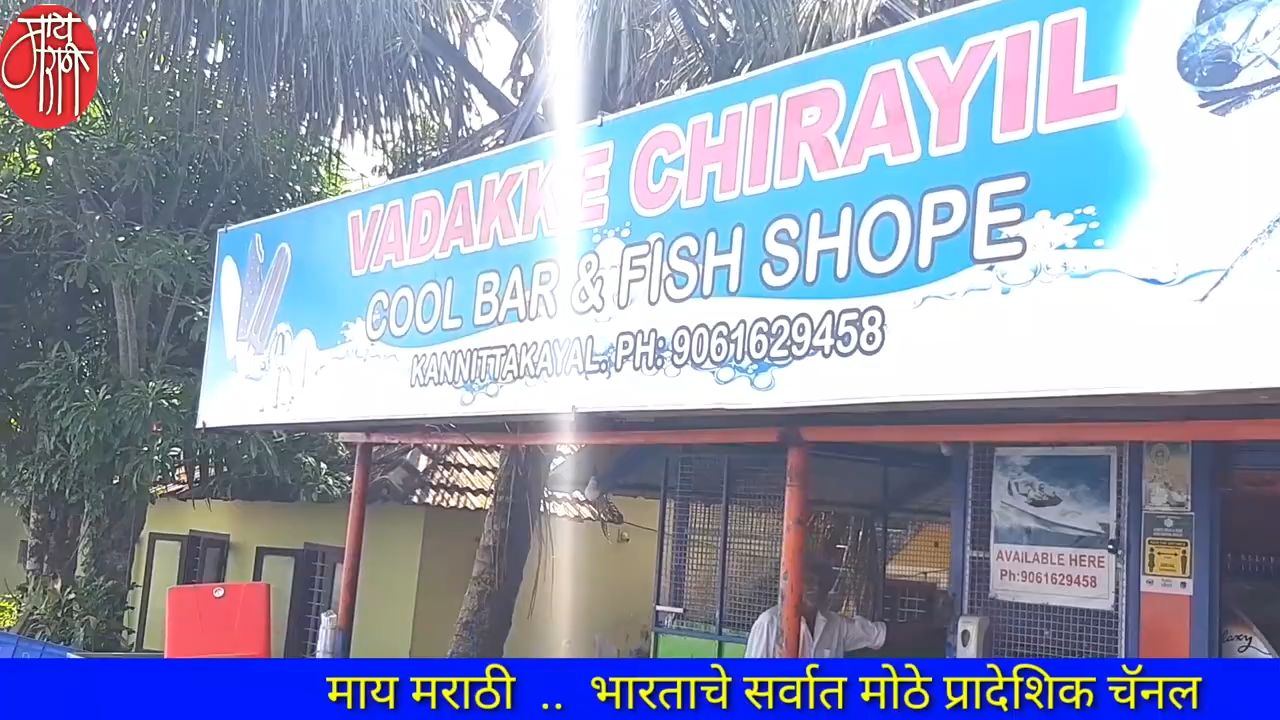 माय
मराठी
VADAKKE CHIRAYIL
COOL BAR & FISH SHOPE
KANNITTAKAYAL. PH: 9061629458
AVAILABLE HERE
Ph:9061629458
माय मराठी .. भारताचे सर्वात मोठे प्रादेशिक चॅनल